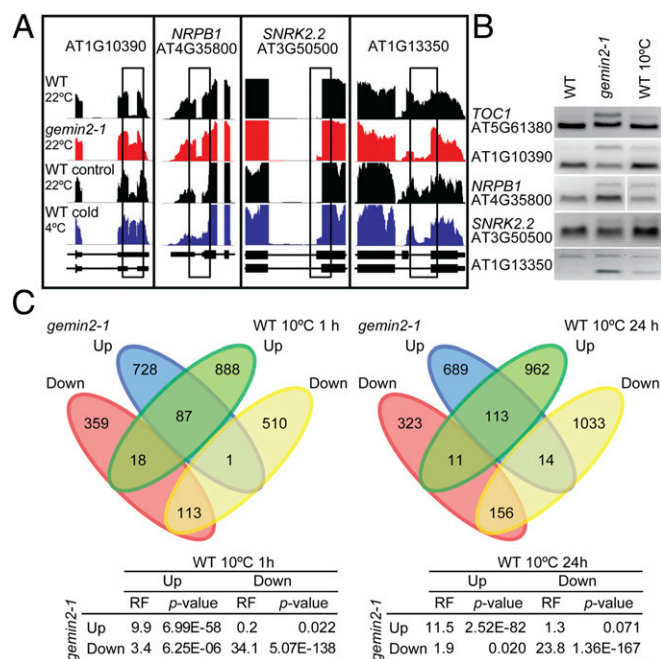 A
B
AT1G10390
NRPB1
AT4G35800
SNRK2.2
AT3G50500
AT1G13350
WT
22ºC
gemin2-1
22ºC
WT control
22ºC
WT cold
4ºC
WT
gemin2-1
WT 10ºC
TOC1
AT5G61380
AT1G10390
NRPB1
AT4G35800
SNRK2.2
AT3G50500
AT1G13350
C
gemin2-1
WT 10ºC 1 h
Up
Up
Down
Down
728
888
359
87
510
18
1
113
gemin2-1
WT 10ºC 24 h
Up
Up
Down
Down
689
962
323
113
1033
11
14
156
WT 10ºC 1h
Up
Down
RF
p-value
RF
p-value
gemin2-1
Up 9.9 6.99E-58 0.2 0.022
Down 3.4 6.25E-06 34.1 5.07E-138
WT 10ºC 24h
Up
Down
RF
p-value
RF
p-value
gemin2-1
Up 11.5 2.52E-82 1.3 0.071
Down 1.9 0.020 23.8 1.36E-167